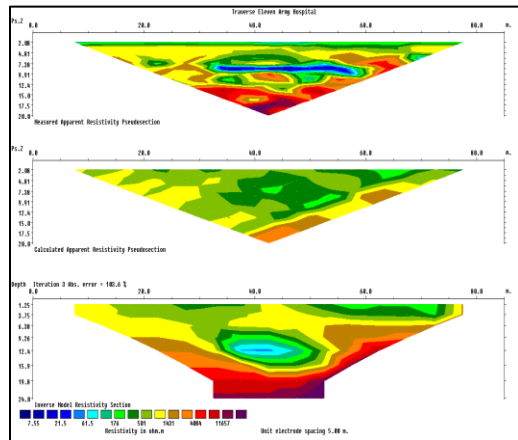 Traverse Eleven Army Hospital
Ps.Z 0.0 20.0 40.0 60.0 80.0 m.
2.00
4.01
7.30
9.91
12.4
15.0
17.5
20.0
Measured Apparent Resistivity Pseudosection
Ps.Z 0.0 20.0 40.0 60.0 80.0 m.
2.00
4.01
7.30
9.91
12.4
15.0
17.5
20.0
Calculated Apparent Resistivity Pseudosection
Depth Iteration 3 Abs. error = 103.6 %
0.0 20.0 40.0 60.0 80.0 m.
1.25
3.80
6.38
9.26
12.4
15.9
19.8
24.0
Inverse Model Resistivity Section
7.55 21.5 61.5 176 501 1431 4084 11657
Resistivity in ohm.m
Unit electrode spacing 5.00 m.